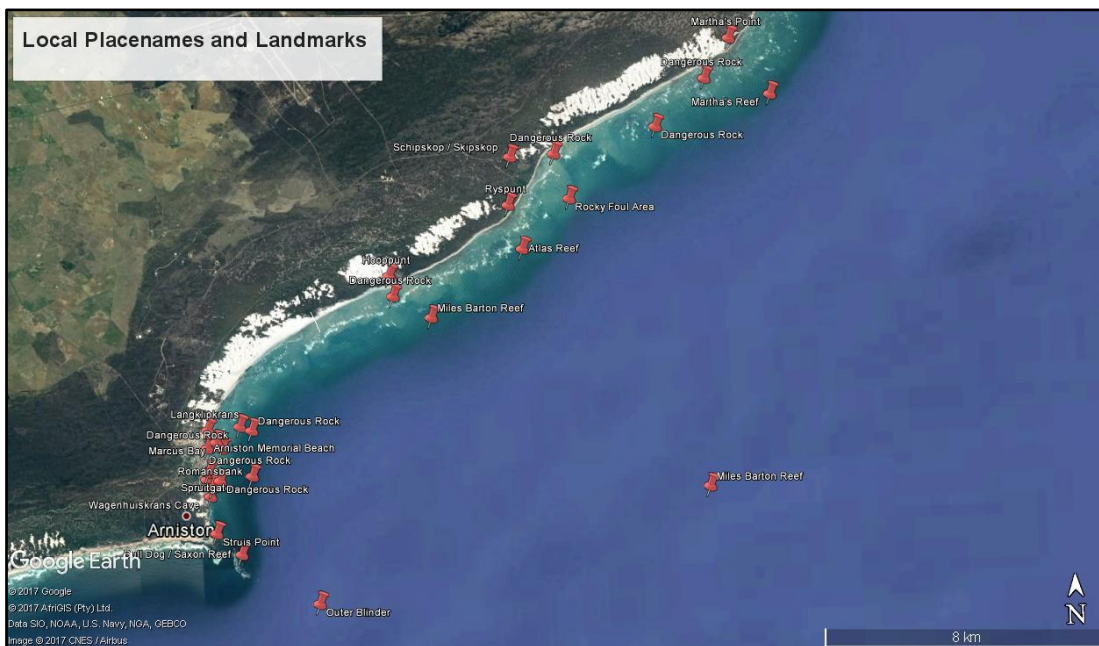 Local Placenames and Landmarks
Martha's Point
Dangerous Rock
Martha's Reef
Dangerous Rock
Dangerous Rock
Schipskop / Skipskop
Ryspunt
Rocky Foul Area
Atlas Reef
Hooppunt
Dangerous Rock
Miles Barton Reef
Langklipkrans
Dangerous Rock
Dangerous Rock
Marcus Bay
Arniston Memorial Beach
Dangerous Rock
Romansbank
Spruitgat
Dangerous Rock
Miles Barton Reef
Wagenhuiskrans Cave
Arniston
Struis Point
Bull Dog / Saxon Reef
Google Earth
Outer Blinder
© 2017 Google
© 2017 AfriGIS (Pty) Ltd.
Data SIO, NOAA, U.S. Navy, NGA, GEBCO
Image © 2017 CNES / Airbus
N
8 km